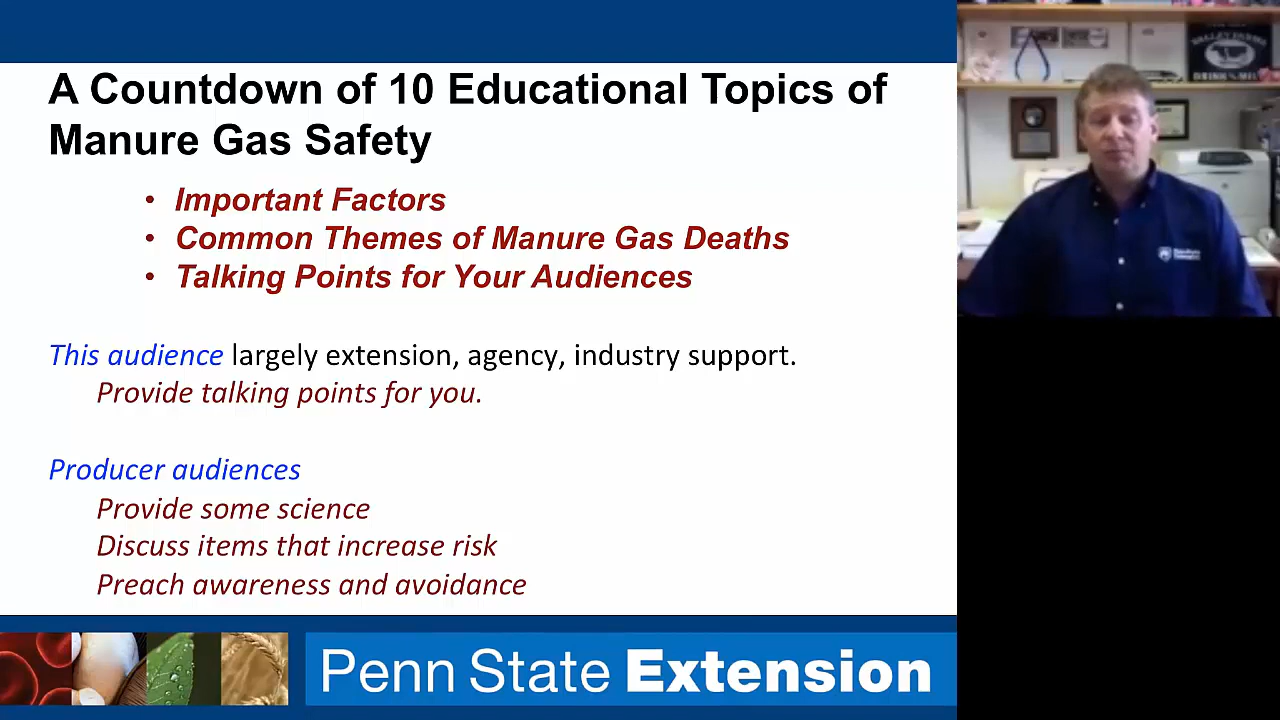 A Countdown of 10 Educational Topics of
Manure Gas Safety
• Important Factors
• Common Themes of Manure Gas Deaths
• Talking Points for Your Audiences
This audience largely extension, agency, industry support.
Provide talking points for you.
Producer audiences
Provide some science
Discuss items that increase risk
Preach awareness and avoidance
Penn State Extension